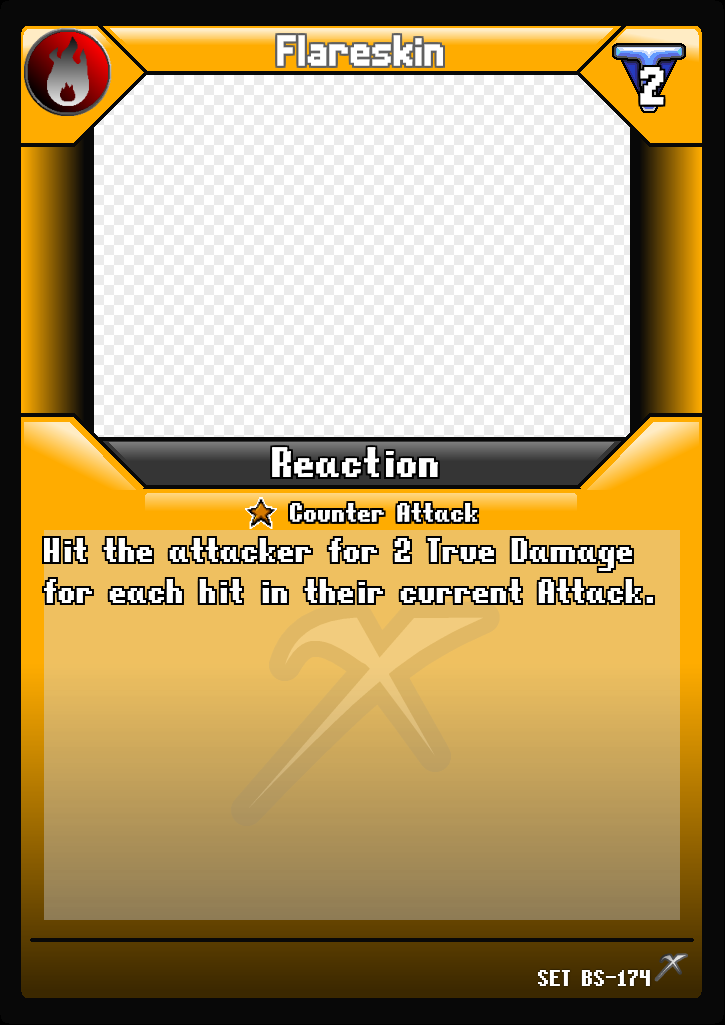 Flareskin
2
Reaction
Counter Attack
Hit the attacker for 2 True Damage
for each hit in their current Attack.
SET BS-174